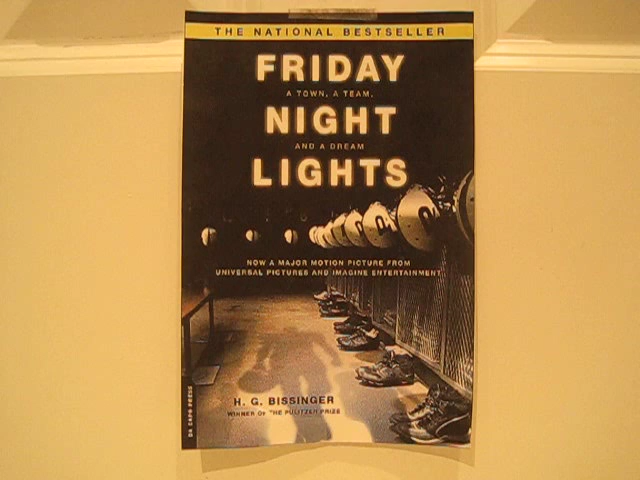 THE NATIONAL BESTSELLER
FRIDAY
A TOWN, A TEAM,
NIGHT
AND A DREAM
LIGHTS
NOW A MAJOR MOTION PICTURE FROM
UNIVERSAL PICTURES AND IMAGINE ENTERTAINMENT
H. G. BISSINGER
WINNER OF THE PULITZER PRIZE
DA CAPO PRESS